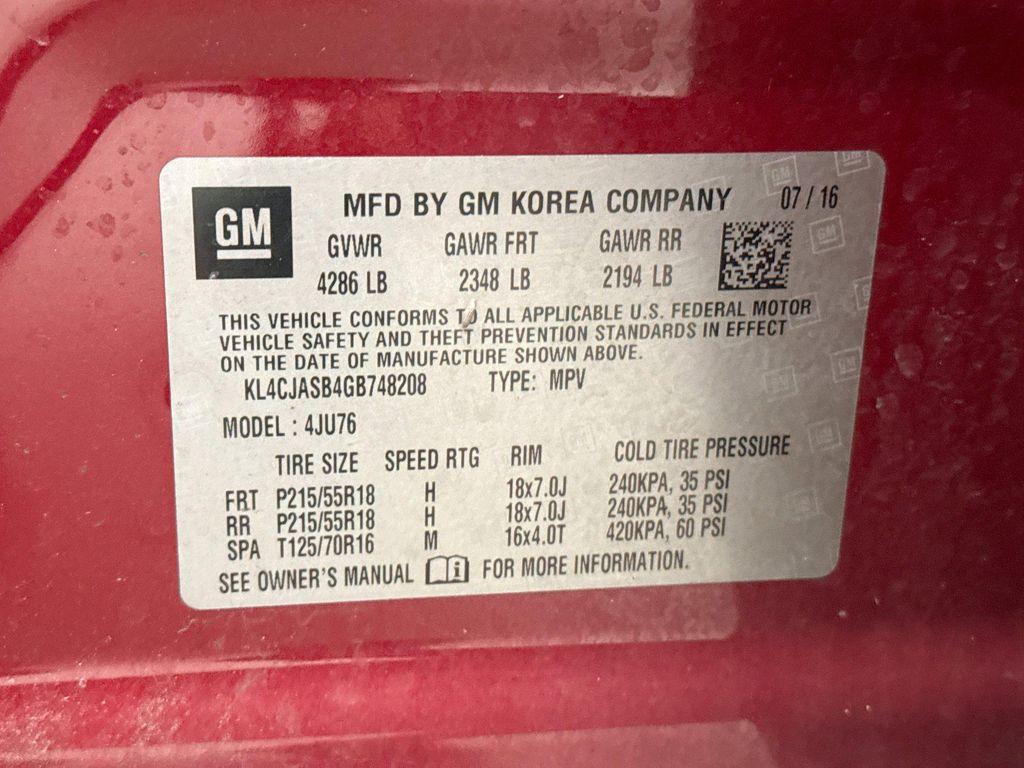 GM
MFD BY GM KOREA COMPANY 07 / 16
GVWR GAWR FRT GAWR RR
4286 LB 2348 LB 2194 LB
THIS VEHICLE CONFORMS TO ALL APPLICABLE U.S. FEDERAL MOTOR
VEHICLE SAFETY AND THEFT PREVENTION STANDARDS IN EFFECT
ON THE DATE OF MANUFACTURE SHOWN ABOVE.
KL4CJASB4GB748208 TYPE: MPV
MODEL : 4JU76
TIRE SIZE SPEED RTG RIM COLD TIRE PRESSURE
FRT P215/55R18 H 18x7.0J 240KPA, 35 PSI
RR P215/55R18 H 18x7.0J 240KPA, 35 PSI
SPA T125/70R16 M 16x4.0T 420KPA, 60 PSI
SEE OWNER'S MANUAL i FOR MORE INFORMATION.